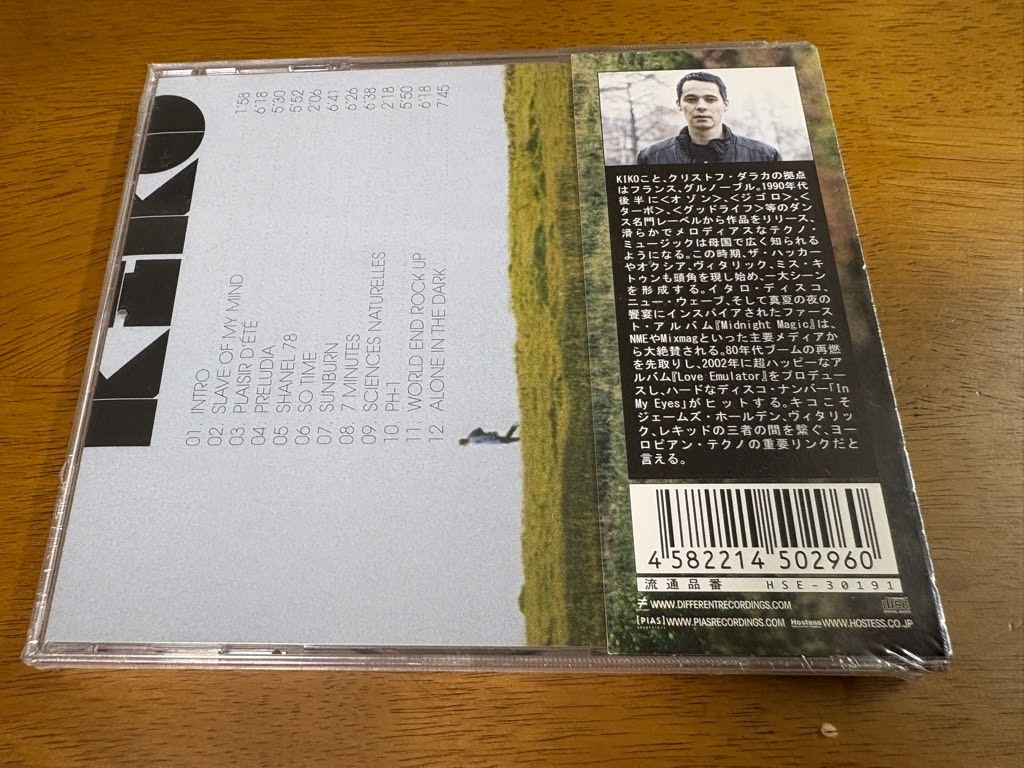 KIKO
01. INTRO 1'58
02. SLAVE OF MY MIND 6'18
03. PLAISIR D'ÉTÉ 5'30
04. PRELUDIA 5'52
05. SHANEL 78 2'06
06. SO TIME 6'41
07. SUNBURN 6'26
08. 7 MINUTES 6'38
09. SCIENCES NATURELLES 2'18
10. PH-1 5'50
11. WORLD END ROCK UP 6'18
12. ALONE IN THE DARK 7'45
KIKOこと、クリストフ・ダラカの拠点
はフランス、グルノーブル。1990年代
後半に<オゾン>、<ジゴロ>、<
ターボ>、<グッドライフ>等のダン
ス名門レーベルから作品をリリース、
滑らかでメロディアスなテクノ・
ミュージックは母国で広く知られる
ようになる。この時期、ザ・ハッカー
やオクシア、ヴィタリック、ミス・キ
トゥンも頭角を現し始め、一大シーン
を形成する。イタロ・ディスコ、
ニュー・ウェーブ、そして真夏の夜の
饗宴にインスパイアされたファース
ト・アルバム『Midnight Magic』は、
NMEやMixmagといった主要メディアか
ら大絶賛される。80年代ブームの再燃
を先取りし、2002年に超ハッピーなア
ルバム『Love Emulator』をプロデュー
スし、ハードなディスコ・ナンバー「In
My Eyes」がヒットする。キコこそ
ジェームズ・ホールデン、ヴィタリッ
ク、レキッドの三者の間を繋ぐ、ヨー
ロピアン・テクノの重要リンクだと
言える。
4 582214 502960
流通品番 HSE-30191
≠ WWW.DIFFERENTRECORDINGS.COM
[PIAS] WWW.PIASRECORDINGS.COM Hostess WWW.HOSTESS.CO.JP